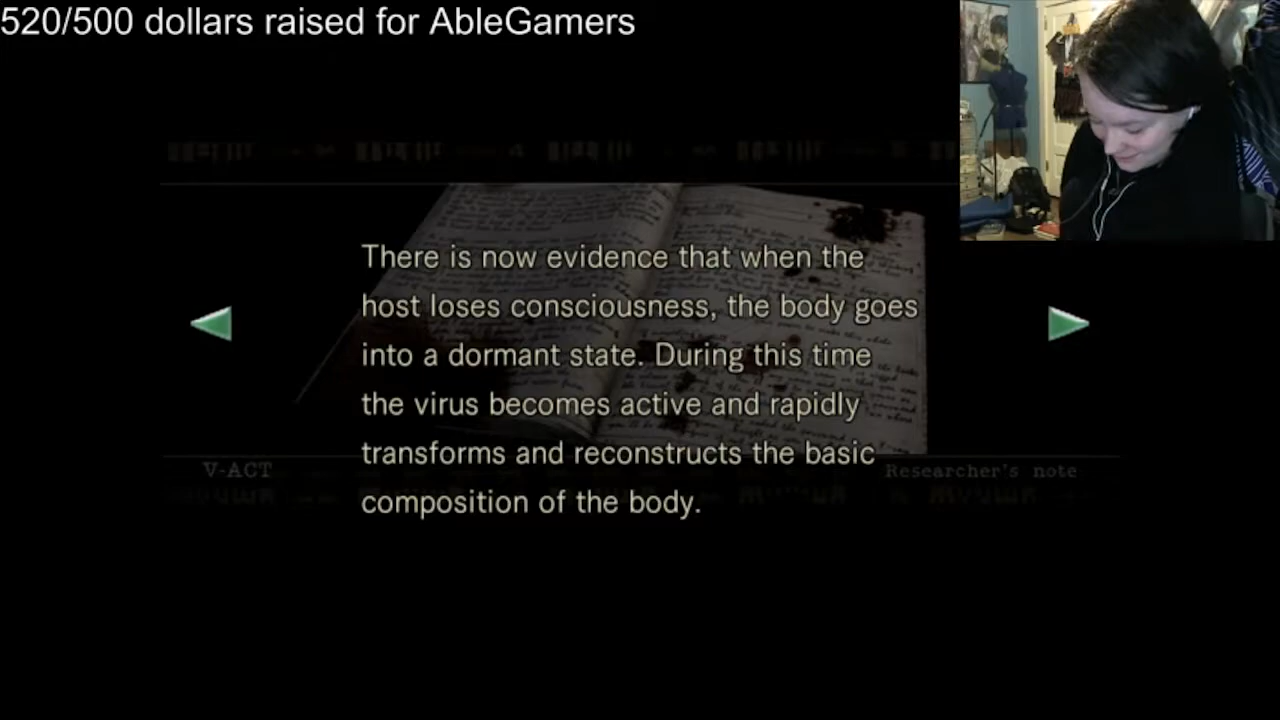 520/500 dollars raised for AbleGamers
There is now evidence that when the
host loses consciousness, the body goes
into a dormant state. During this time
the virus becomes active and rapidly
transforms and reconstructs the basic
composition of the body.
V-ACT
Researcher's note